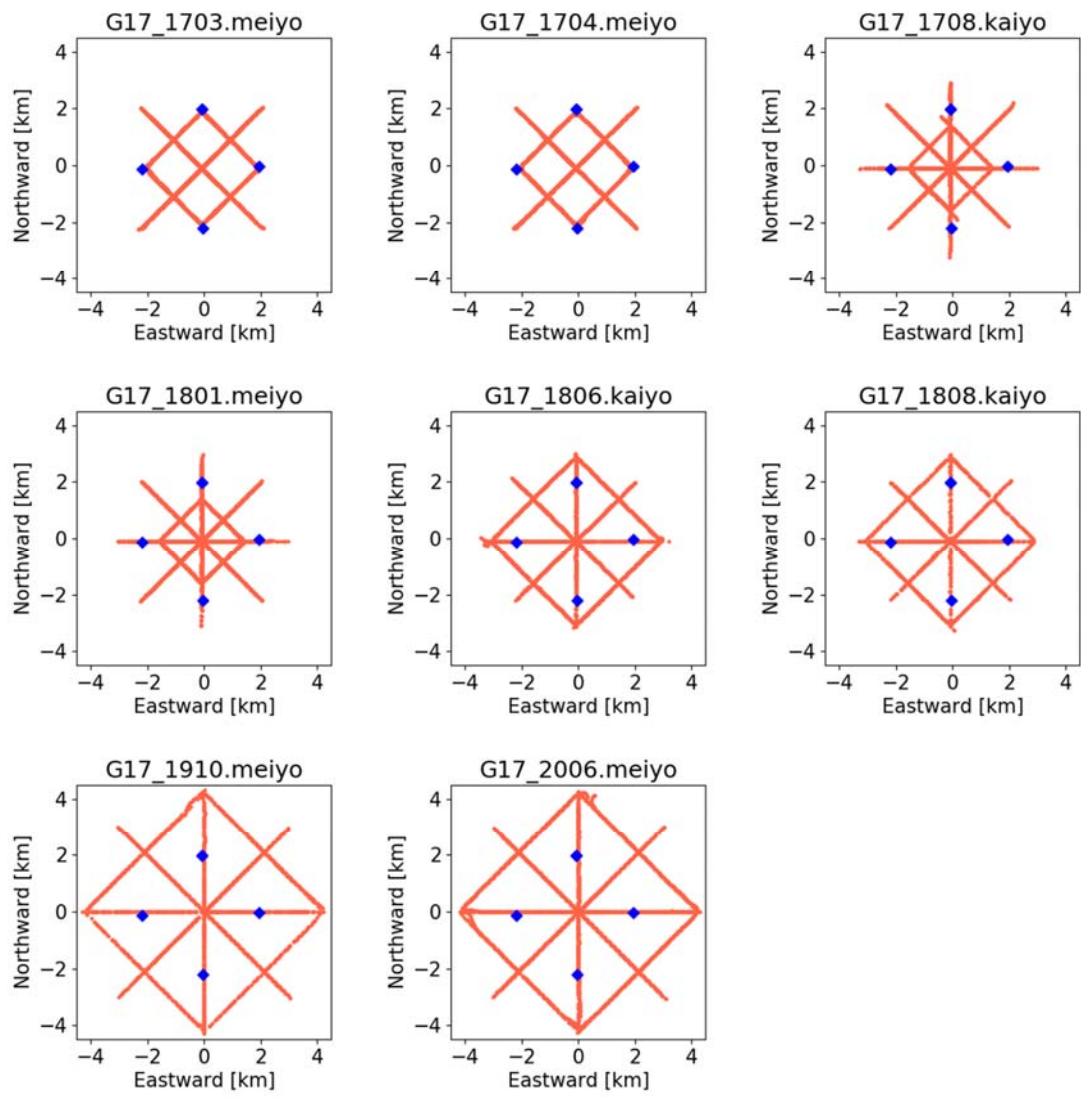 G17_1703.meiyo
G17_1704.meiyo
G17_1708.kaiyo
Northward [km]
4
2
0
−2
−4
−4 −2 0 2 4
Eastward [km]
Northward [km]
4
2
0
−2
−4
−4 −2 0 2 4
Eastward [km]
Northward [km]
4
2
0
−2
−4
−4 −2 0 2 4
Eastward [km]
G17_1801.meiyo
G17_1806.kaiyo
G17_1808.kaiyo
Northward [km]
4
2
0
−2
−4
−4 −2 0 2 4
Eastward [km]
Northward [km]
4
2
0
−2
−4
−4 −2 0 2 4
Eastward [km]
Northward [km]
4
2
0
−2
−4
−4 −2 0 2 4
Eastward [km]
G17_1910.meiyo
G17_2006.meiyo
Northward [km]
4
2
0
−2
−4
−4 −2 0 2 4
Eastward [km]
Northward [km]
4
2
0
−2
−4
−4 −2 0 2 4
Eastward [km]